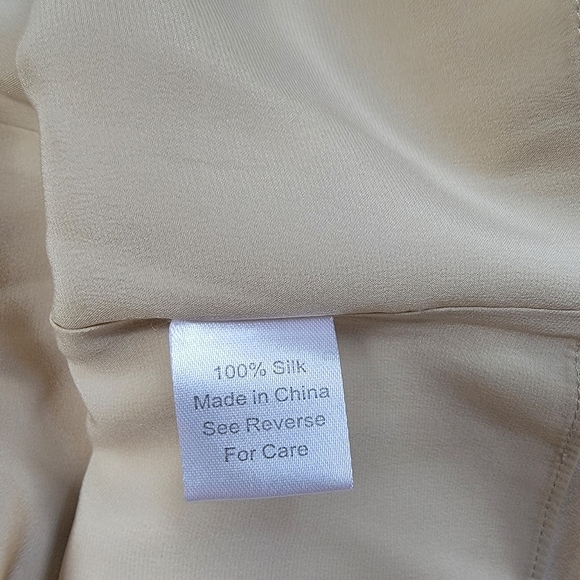 100% Silk
Made in China
See Reverse
For Care